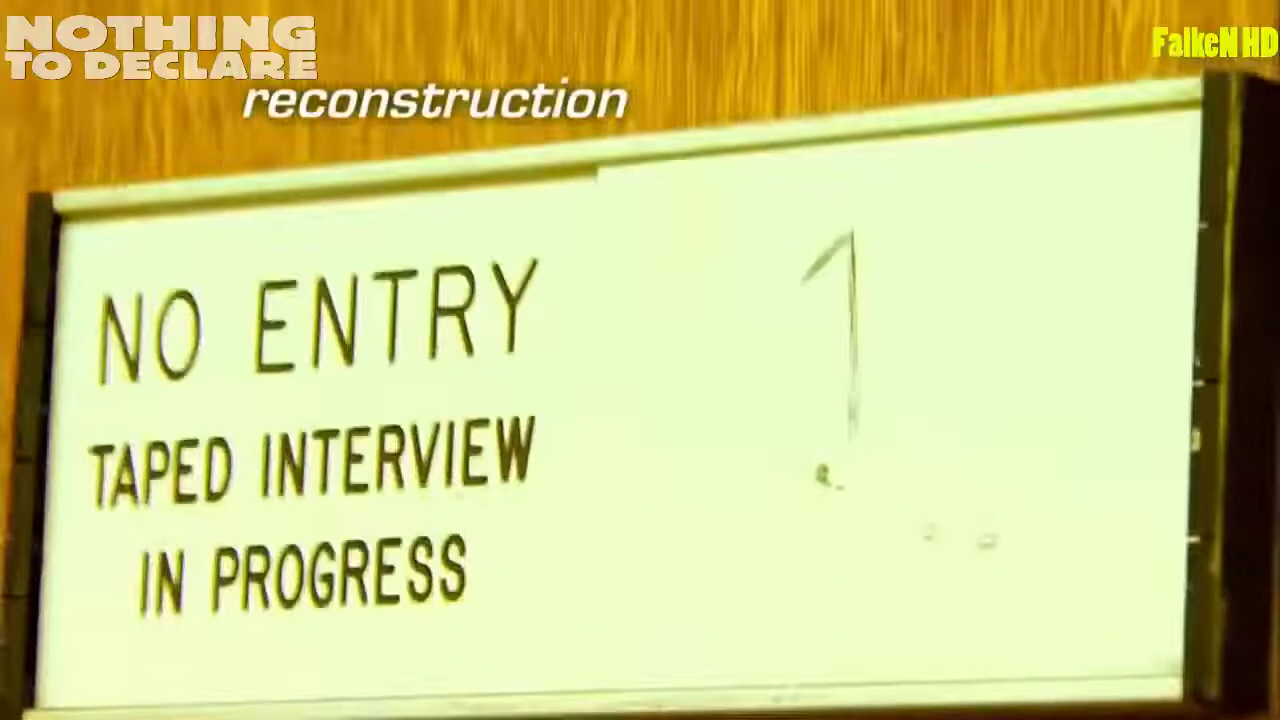 NOTHING
TO DECLARE
FalkeN HD
reconstruction
NO ENTRY
1
TAPED INTERVIEW
IN PROGRESS